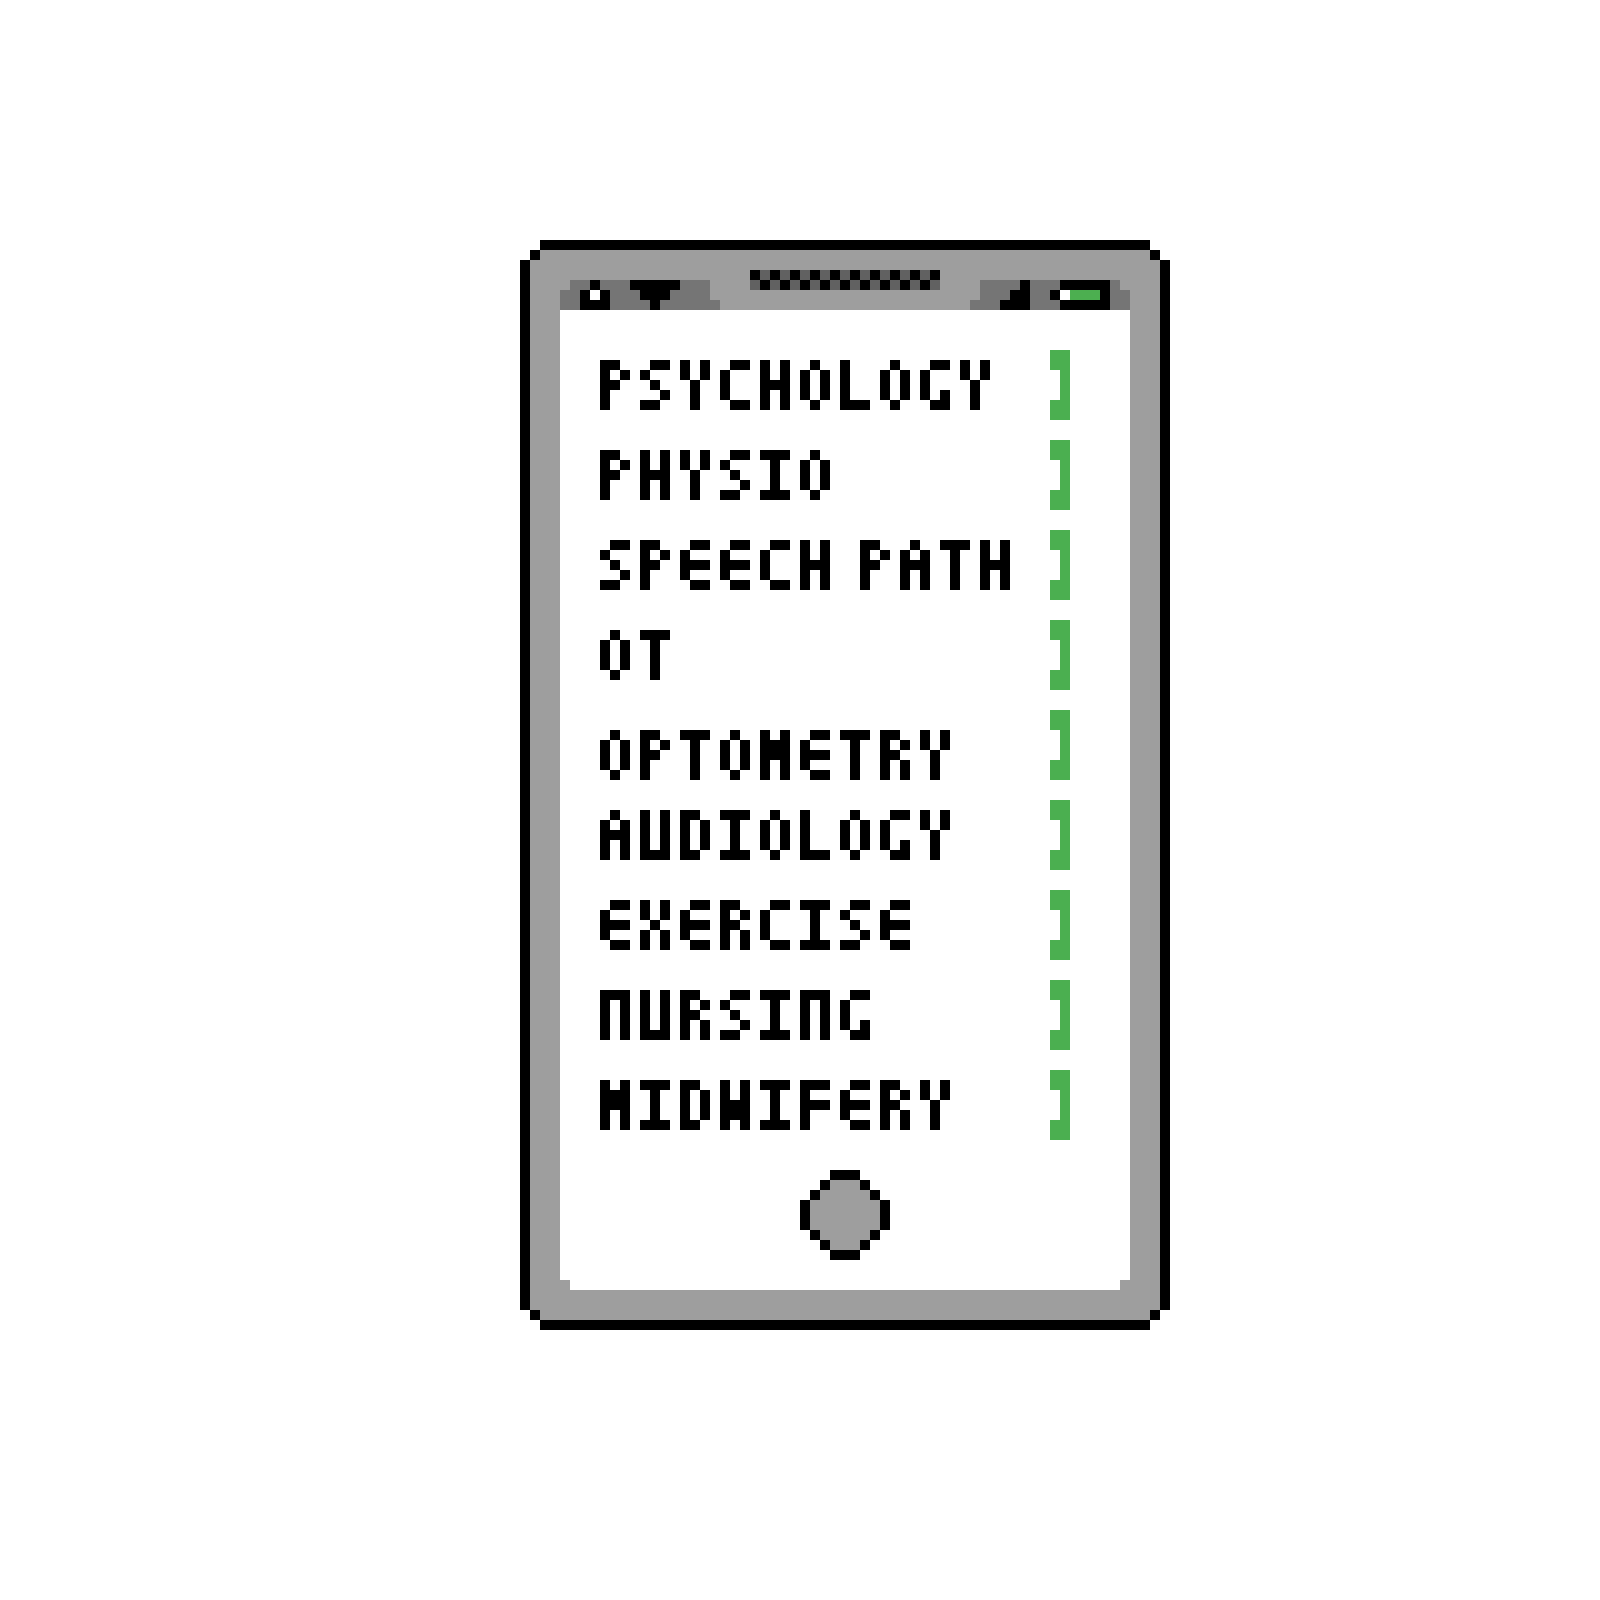 PSYCHOLOGY ]
PHYSIO ]
SPEECH PATH ]
OT ]
OPTOMETRY ]
AUDIOLOGY ]
EXERCISE ]
NURSING ]
MIDWIFERY ]